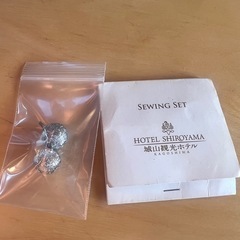 SEWING SET
HOTEL SHIROYAMA
城山観光ホテル
KAGOSHIMA